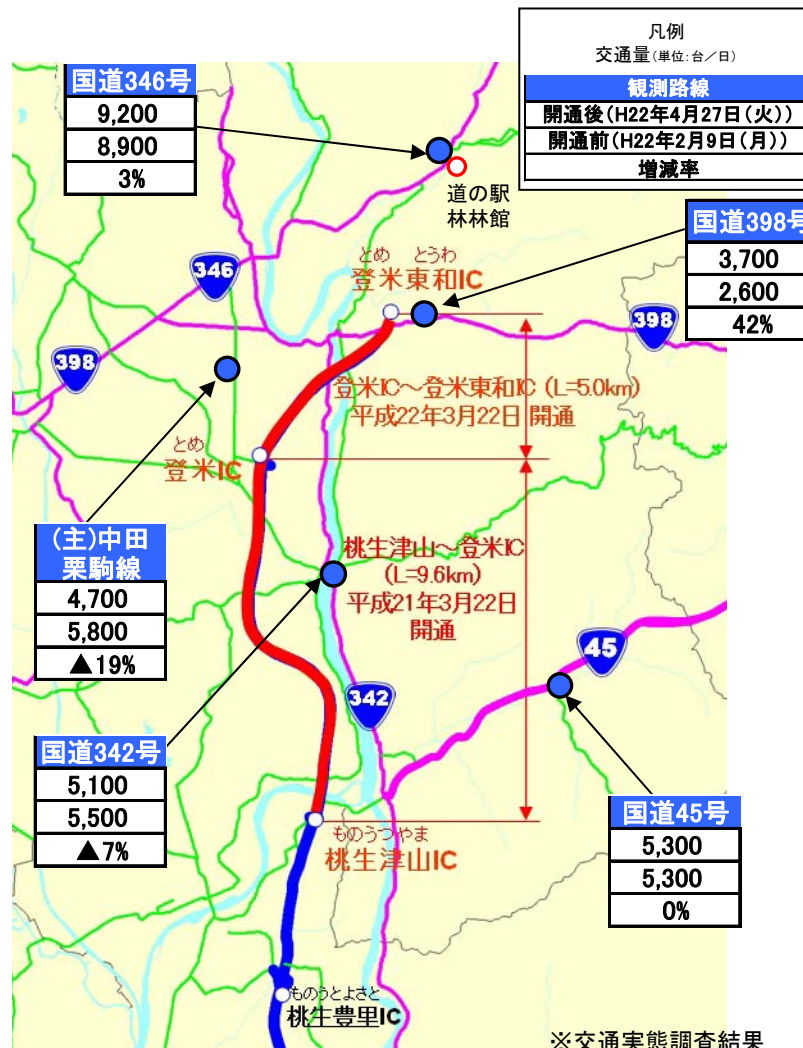 凡例
交通量(単位:台/日)
観測路線
開通後(H22年4月27日(火))
開通前(H22年2月9日(月))
増減率
国道346号
9,200
8,900
3%
道の駅
林林館
国道398号
3,700
2,600
42%
346
とめ とうわ
登米東和IC
398
398
登米IC~登米東和IC (L=5.0km)
平成22年3月22日 開通
とめ
登米IC
(主)中田
栗駒線
4,700
5,800
▲19%
桃生津山~登米IC
(L=9.6km)
平成21年3月22日
開通
45
342
国道342号
5,100
5,500
▲7%
国道45号
5,300
5,300
0%
ものうつやま
桃生津山IC
ものうとよさと
桃生豊里IC
※交通実態調査結果